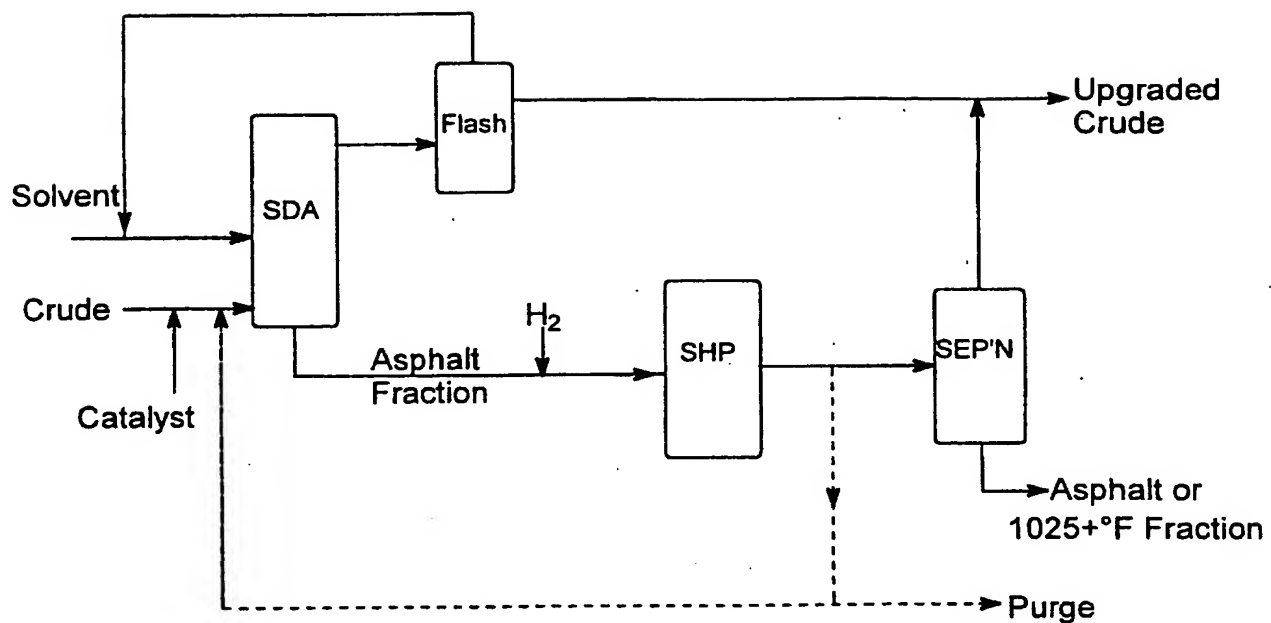 Flash
Upgraded
Crude
Solvent
SDA
Crude
H2
SHP
SEP'N
Asphalt
Fraction
Catalyst
Asphalt or
1025+°F Fraction
Purge